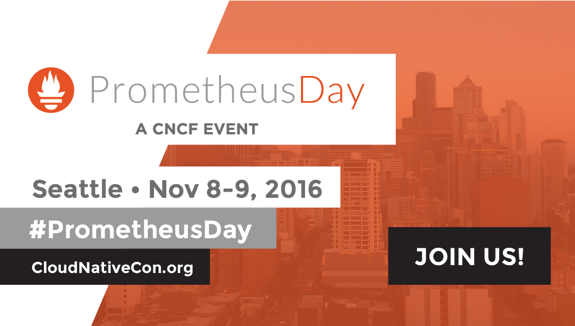 PrometheusDay
A CNCF EVENT
Seattle • Nov 8-9, 2016
#PrometheusDay
CloudNativeCon.org
JOIN US!